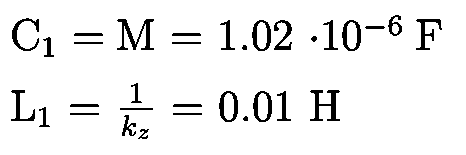 C₁ = M = 1.02 ·10⁻⁶ F
L₁ = 1/k_z = 0.01 H